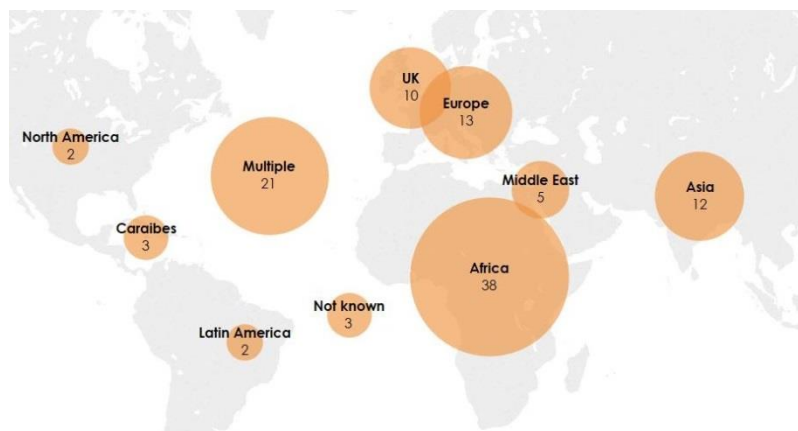 UK
10
Europe
13
North America
2
Multiple
21
Middle East
5
Asia
12
Caraibes
3
Africa
38
Not known
3
Latin America
2